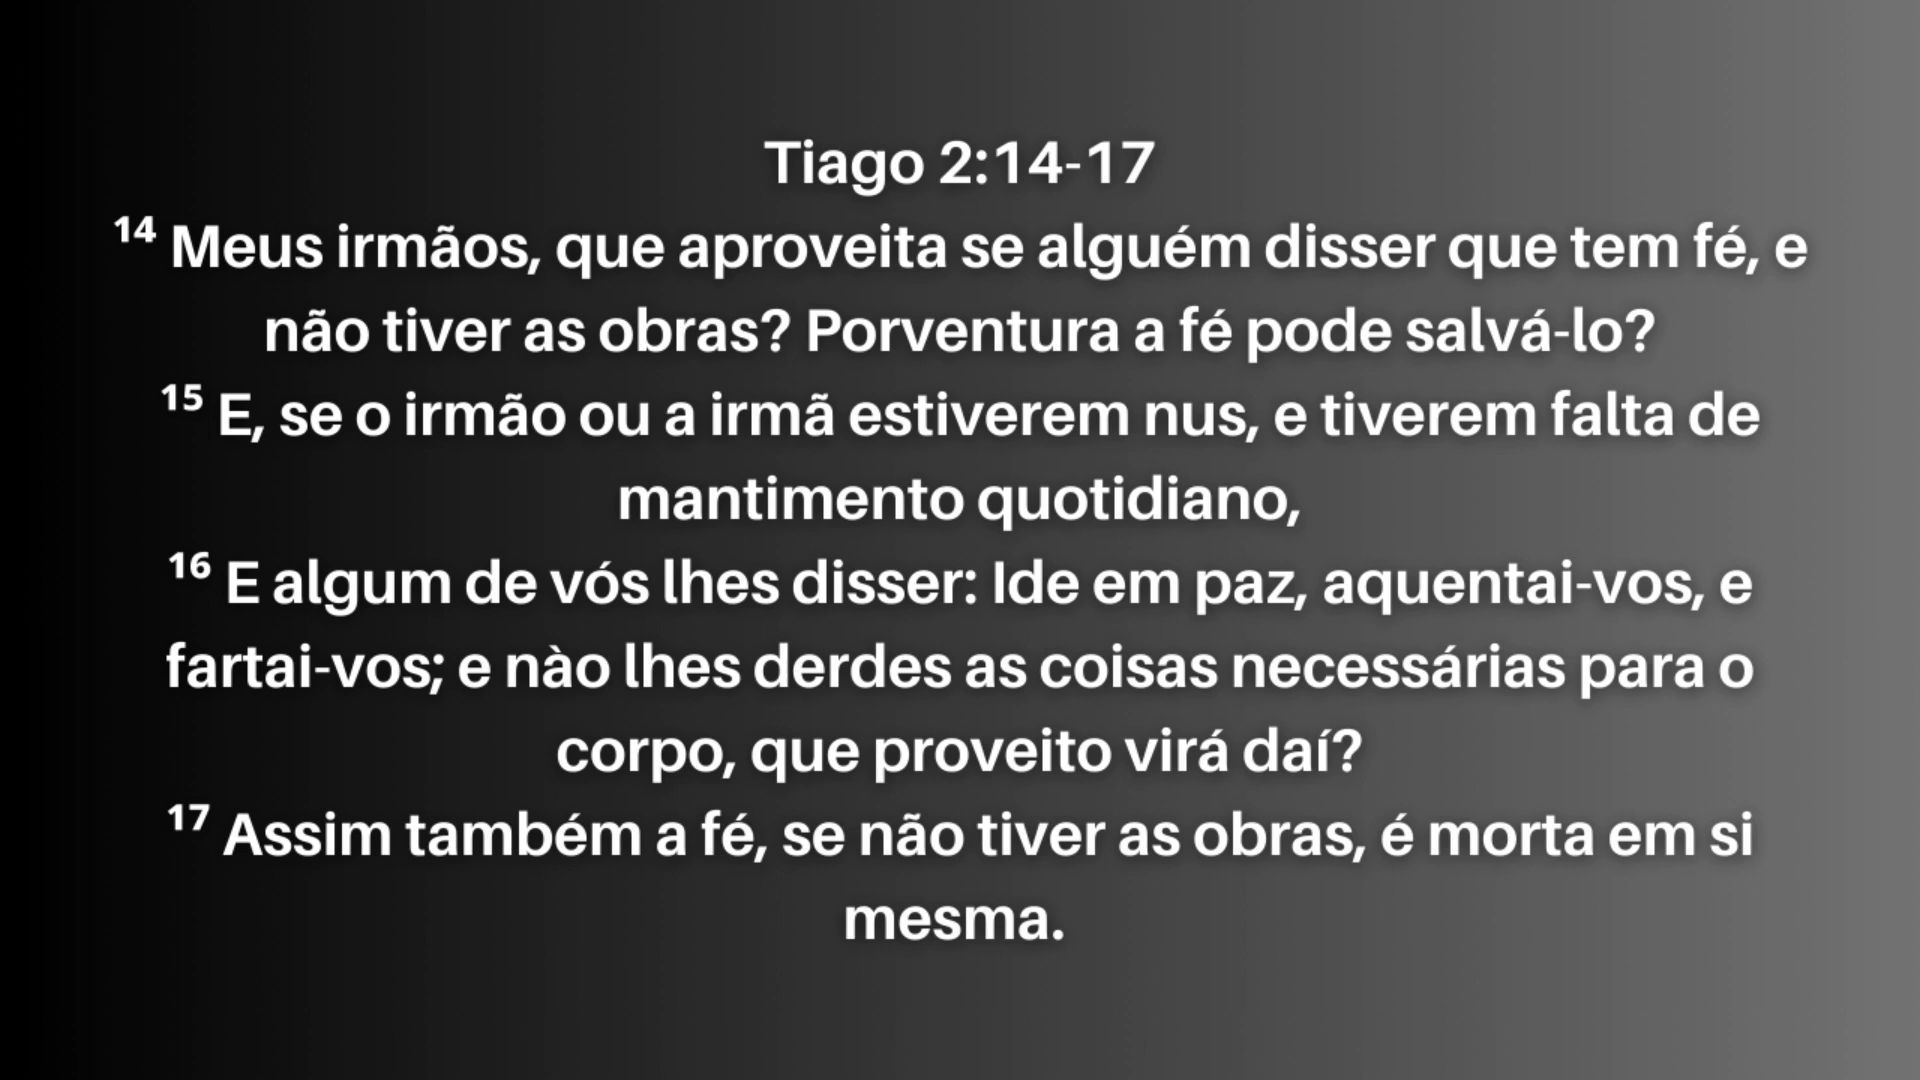 Tiago 2:14-17
¹⁴ Meus irmãos, que aproveita se alguém disser que tem fé, e
não tiver as obras? Porventura a fé pode salvá-lo?
¹⁵ E, se o irmão ou a irmã estiverem nus, e tiverem falta de
mantimento quotidiano,
¹⁶ E algum de vós lhes disser: Ide em paz, aquentai-vos, e
fartai-vos; e nào lhes derdes as coisas necessárias para o
corpo, que proveito virá daí?
¹⁷ Assim também a fé, se não tiver as obras, é morta em si
mesma.